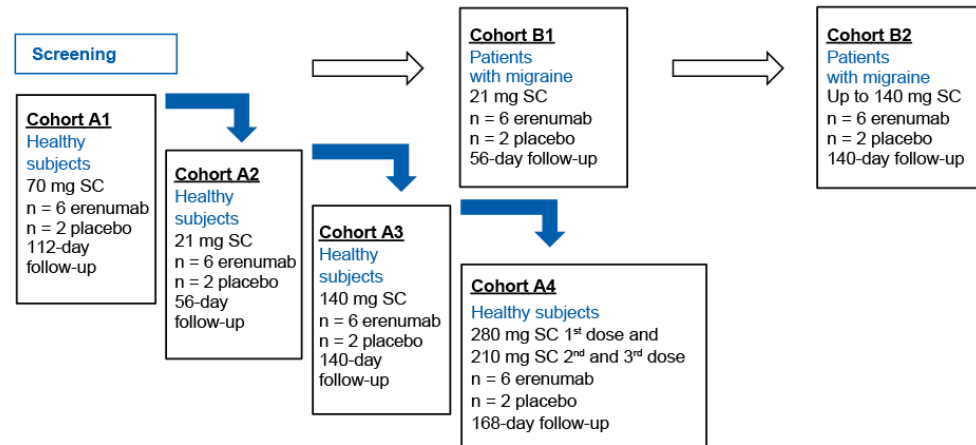 Screening
Cohort A1
Healthy
subjects
70 mg SC
n = 6 erenumab
n = 2 placebo
112-day
follow-up
Cohort A2
Healthy
subjects
21 mg SC
n = 6 erenumab
n = 2 placebo
56-day
follow-up
Cohort A3
Healthy
subjects
140 mg SC
n = 6 erenumab
n = 2 placebo
140-day
follow-up
Cohort A4
Healthy subjects
280 mg SC 1st dose and
210 mg SC 2nd and 3rd dose
n = 6 erenumab
n = 2 placebo
168-day follow-up
Cohort B1
Patients
with migraine
21 mg SC
n = 6 erenumab
n = 2 placebo
56-day follow-up
Cohort B2
Patients
with migraine
Up to 140 mg SC
n = 6 erenumab
n = 2 placebo
140-day follow-up